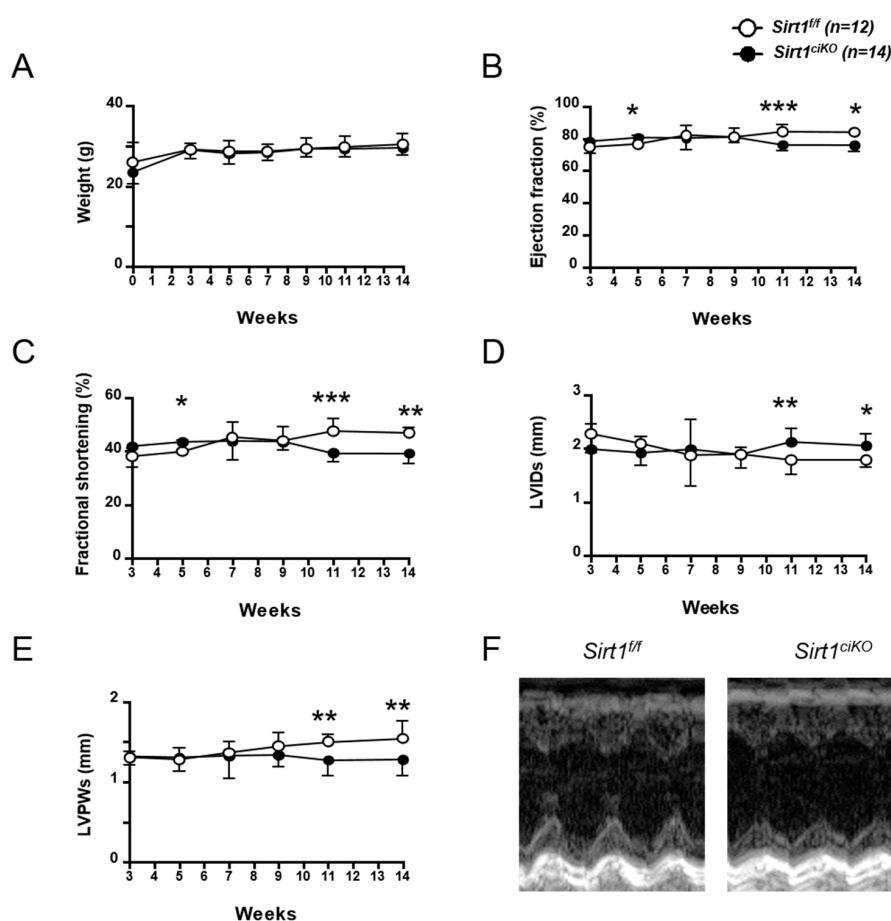 Sirt1f/f (n=12)
Sirt1ciKO (n=14)
A
Weight (g)
40
20
0
0 1 2 3 4 5 6 7 8 9 10 11 12 13 14
Weeks
B
Ejection fraction (%)
100
80
60
40
20
0
* *** *
3 4 5 6 7 8 9 10 11 12 13 14
Weeks
C
Fractional shortening (%)
60
40
20
0
* *** **
3 4 5 6 7 8 9 10 11 12 13 14
Weeks
D
LVIDs (mm)
3
2
1
0
** *
3 4 5 6 7 8 9 10 11 12 13 14
Weeks
E
LVPWs (mm)
2
1
0
** **
3 4 5 6 7 8 9 10 11 12 13 14
Weeks
F
Sirt1f/f
Sirt1ciKO